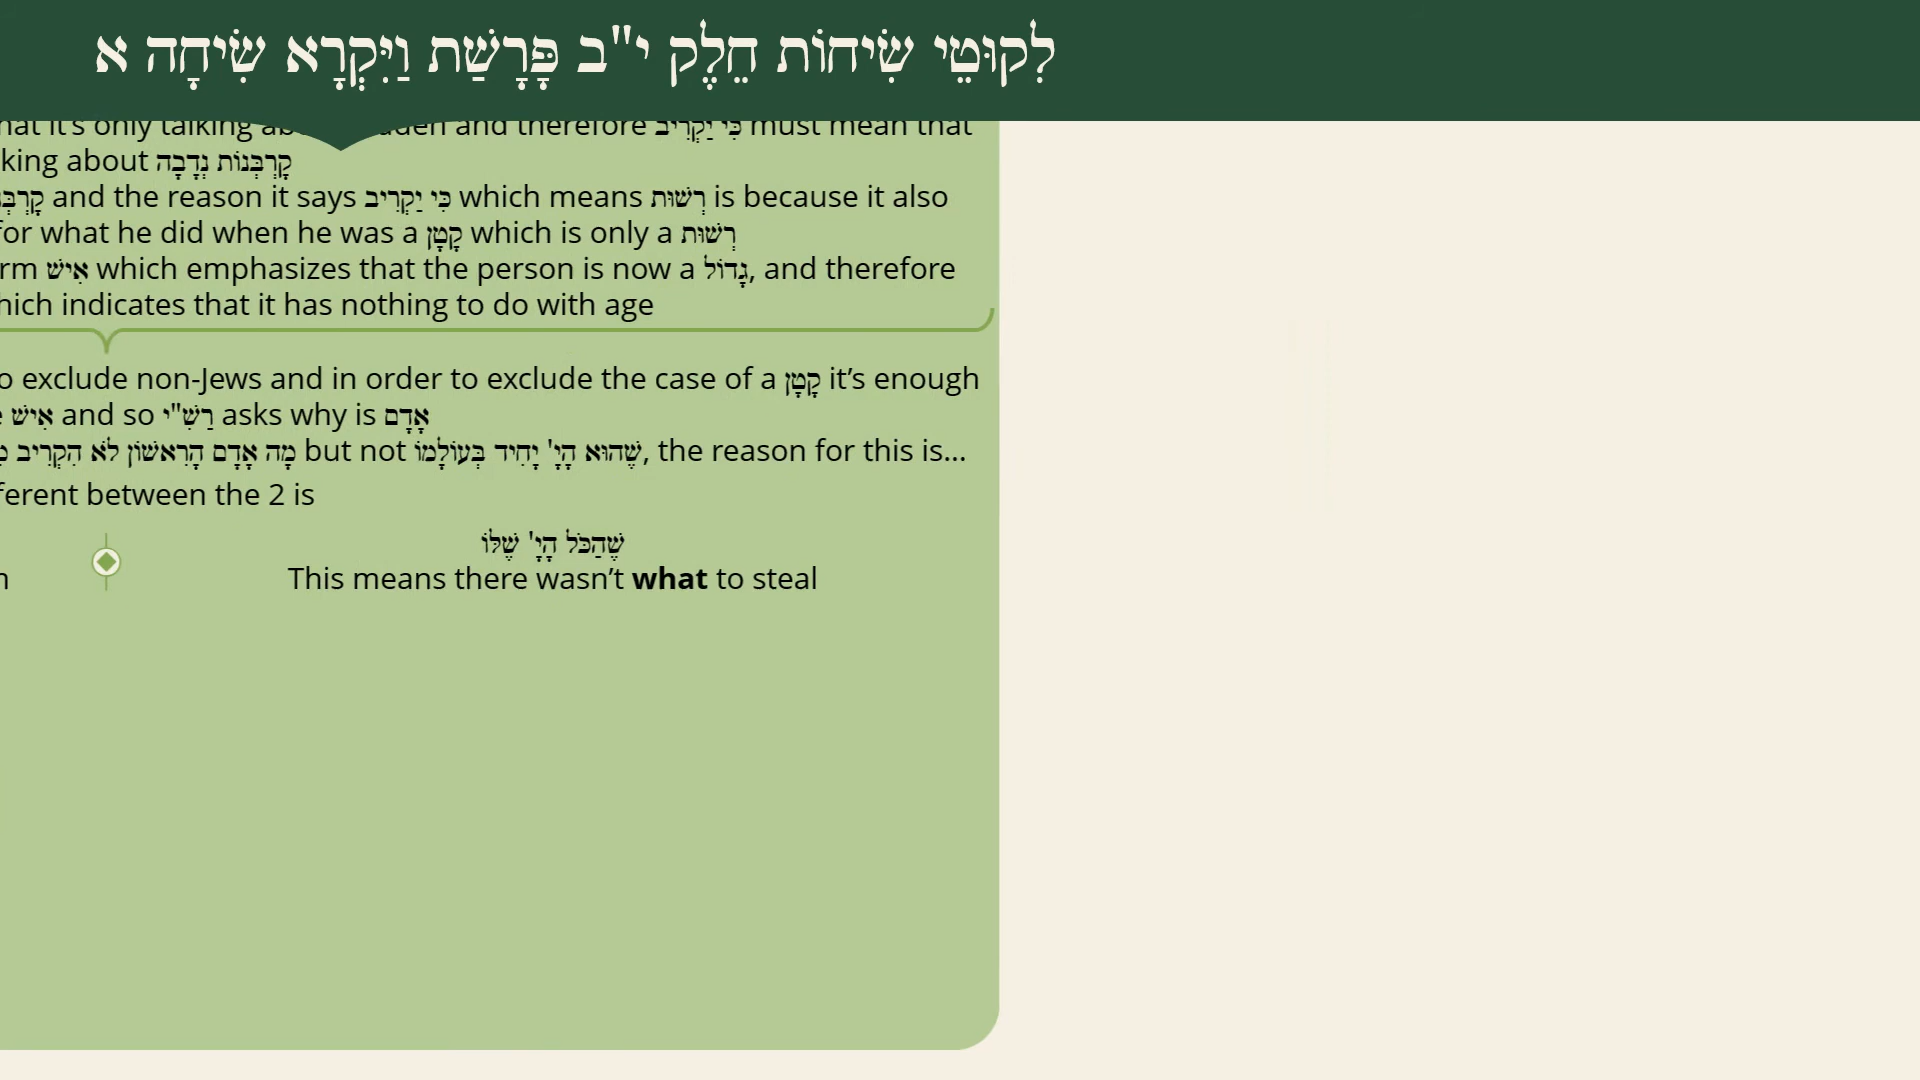 לִקּוּטֵי שִׂיחוֹת חֵלֶק י"ב פָּרָשַׁת וַיִּקְרָא שִׂיחָה א
it's only talking and therefore כִּי יַקְרִיב must mean that
king about קָרְבְּנוֹת נְדָבָה
and the reason it says כִּי יַקְרִיב which means רְשׁוּת is because it also
for what he did when he was a קָטָן which is only a רְשׁוּת
rm אִישׁ which emphasizes that the person is now a גָּדוֹל, and therefore
hich indicates that it has nothing to do with age
o exclude non-Jews and in order to exclude the case of a קָטָן it's enough
אִישׁ and so רַשִׁ"י asks why is אָדָם
מָה אָדָם הָרִאשׁוֹן לֹא הִקְרִיב but not שֶׁהוּא הָיָ' יָחִיד בְּעוֹלָמוֹ, the reason for this is...
ferent between the 2 is
שֶׁהַכֹּל הָיָ' שֶׁלּוֹ
This means there wasn't what to steal